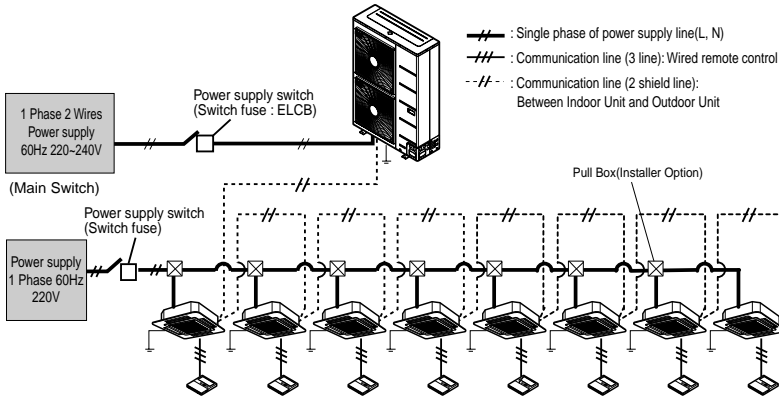 : Single phase of power supply line(L, N)
: Communication line (3 line): Wired remote control
: Communication line (2 shield line):
Between Indoor Unit and Outdoor Unit
Power supply switch
(Switch fuse : ELCB)
1 Phase 2 Wires
Power supply
60Hz 220~240V
(Main Switch)
Pull Box(Installer Option)
Power supply switch
(Switch fuse)
Power supply
1 Phase 60Hz
220V